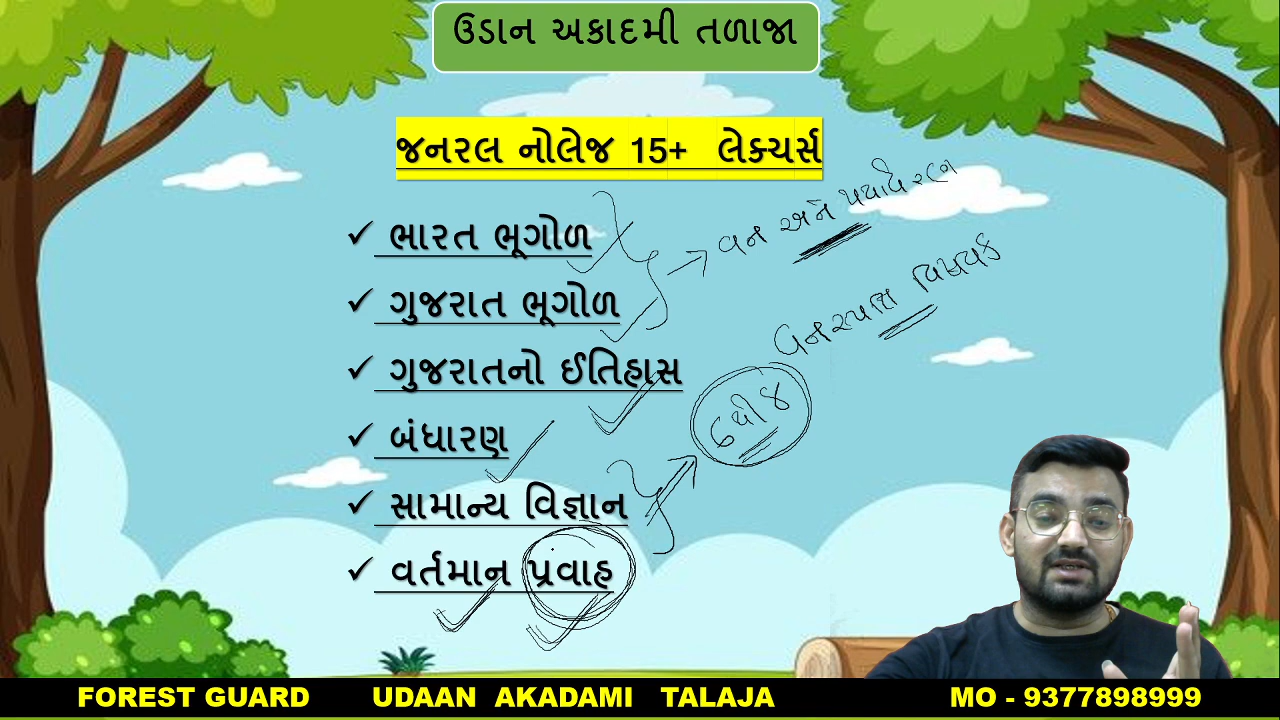 ઉડાન અકાદમી તળાજા
જનરલ નોલેજ 15+ લેક્ચર્સ
✓ ભારત ભૂગોળ
✓ ગુજરાત ભૂગોળ
✓ ગુજરાતનો ઈતિહાસ
✓ બંધારણ
✓ સામાન્ય વિજ્ઞાન
✓ વર્તમાન પ્રવાહ
વન અને પર્યાવરણ
વનસ્પતિ વિષયક
FOREST GUARD UDAAN AKADAMI TALAJA MO - 9377898999